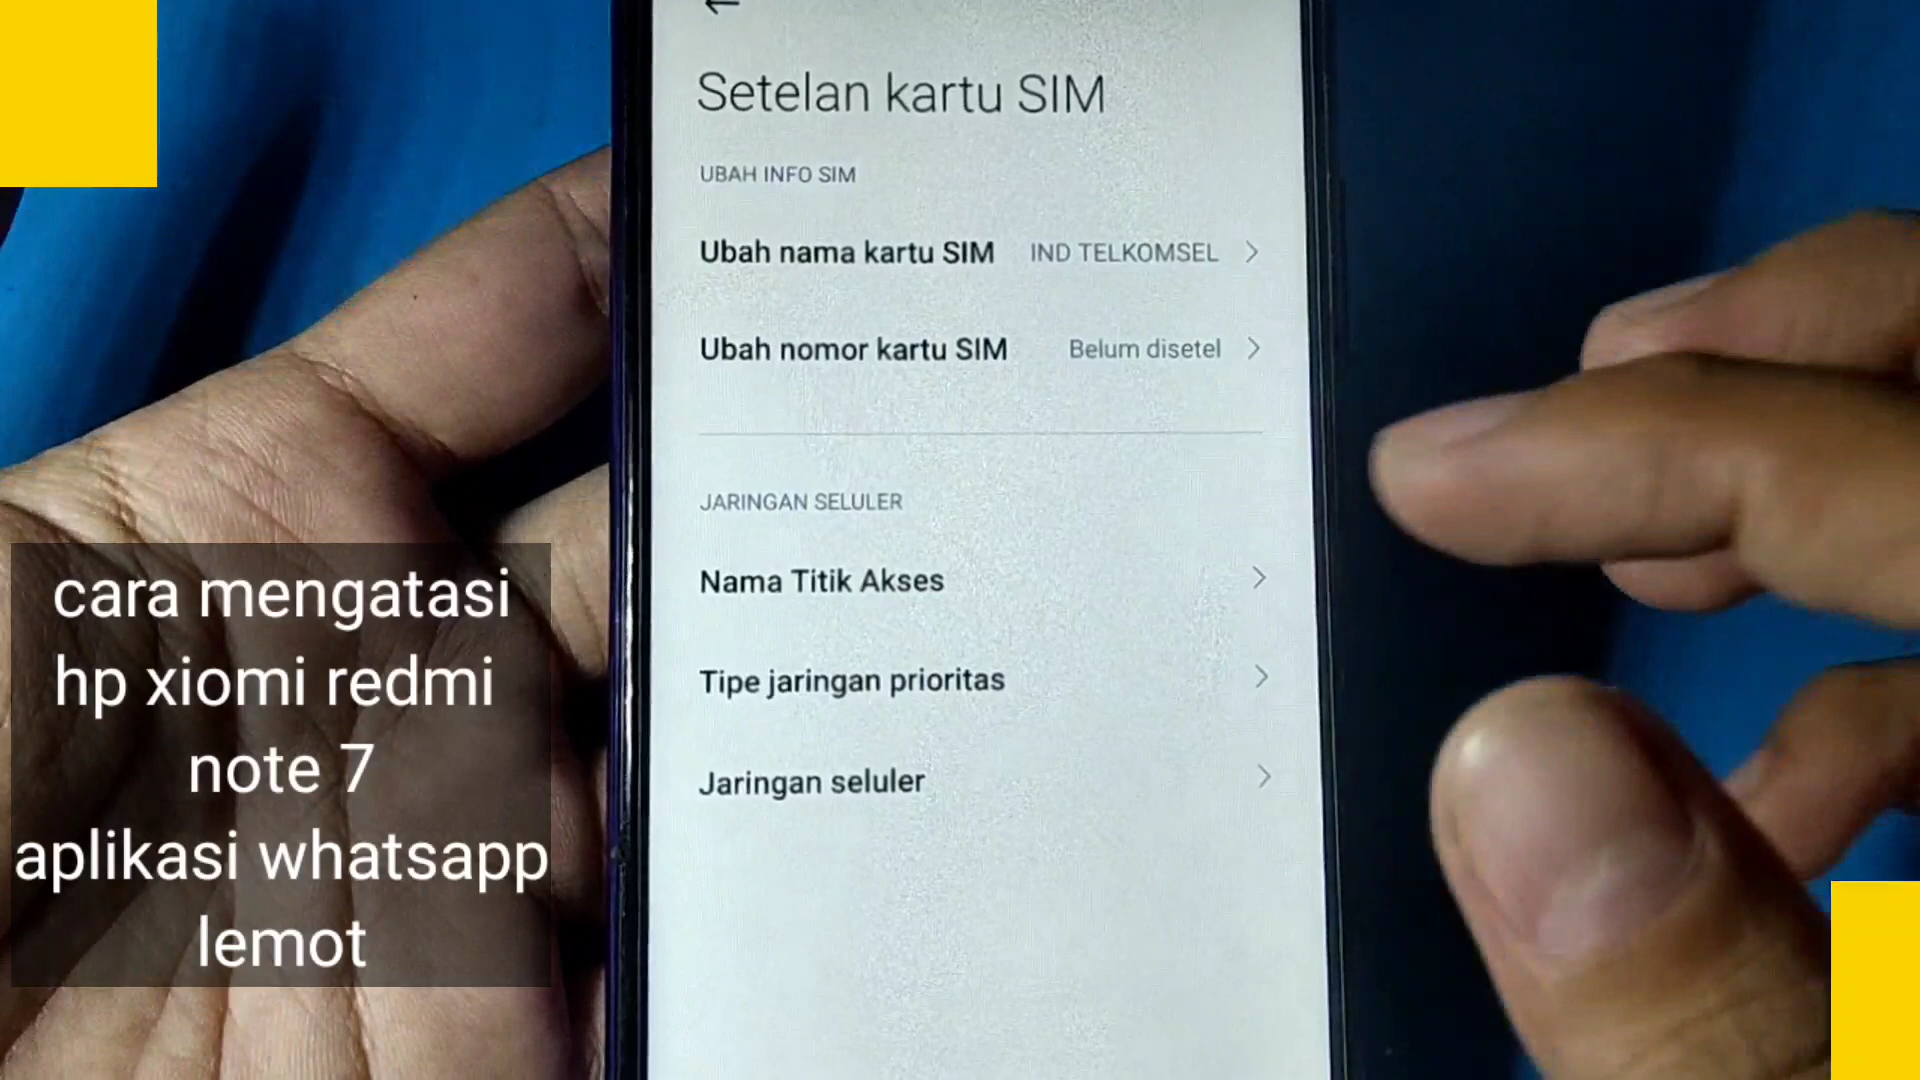 Setelan kartu SIM
UBAH INFO SIM
Ubah nama kartu SIM IND TELKOMSEL
Ubah nomor kartu SIM Belum disetel
JARINGAN SELULER
Nama Titik Akses
Tipe jaringan prioritas
Jaringan seluler
cara mengatasi
hp xiomi redmi
note 7
aplikasi whatsapp
lemot